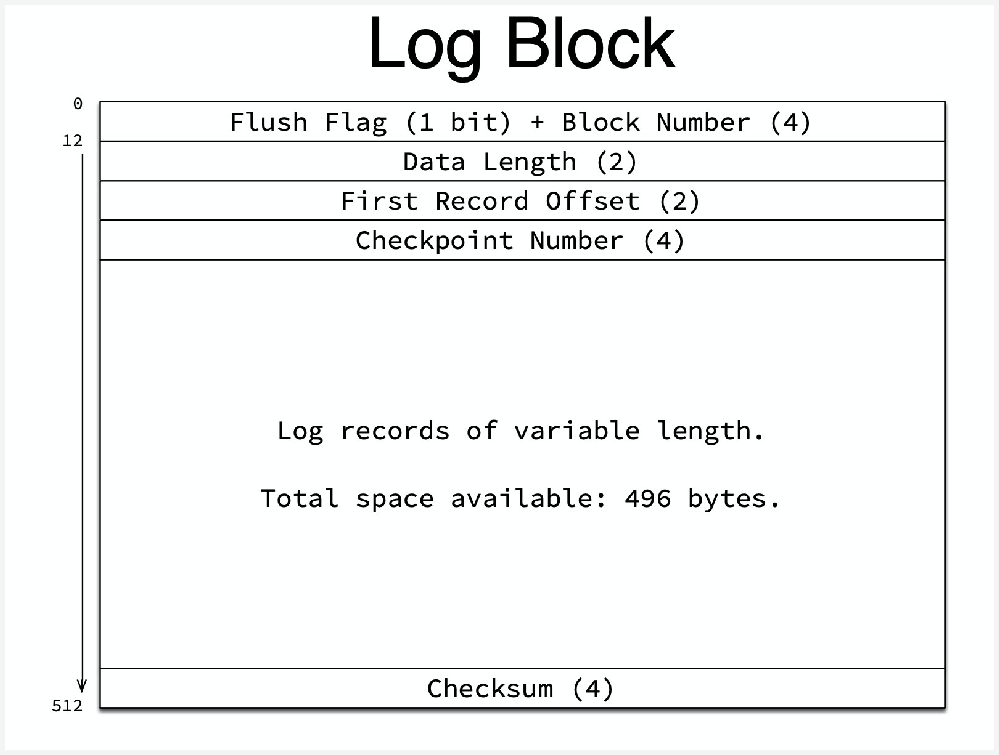 Log Block
0
Flush Flag (1 bit) + Block Number (4)
12
Data Length (2)
First Record Offset (2)
Checkpoint Number (4)
Log records of variable length.
Total space available: 496 bytes.
Checksum (4)
512